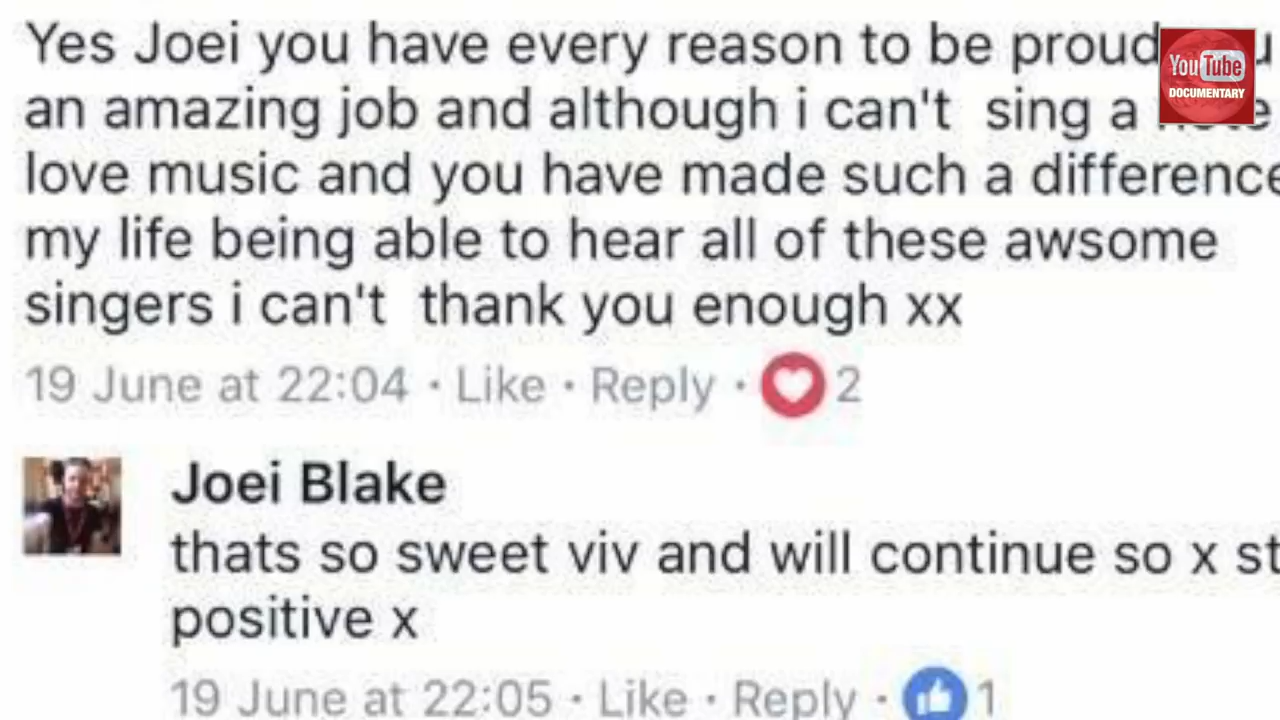 Yes Joei you have every reason to be proud u
an amazing job and although i can't sing a
love music and you have made such a difference
my life being able to hear all of these awsome
singers i can't thank you enough xx
19 June at 22:04 · Like · Reply · 2
Joei Blake
thats so sweet viv and will continue so x st
positive x
19 June at 22:05 · Like · Reply · 1
You Tube
DOCUMENTARY